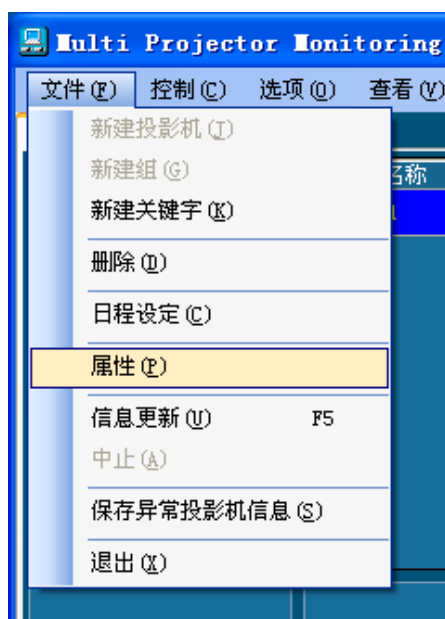 Multi Projector Monitoring
文件(F) 控制(C) 选项(O) 查看(V)
新建投影机(T)
新建组(G)
名称
新建关键字(K)
删除(D)
日程设定(C)
属性(P)
信息更新(U) F5
中止(A)
保存异常投影机信息(S)
退出(X)